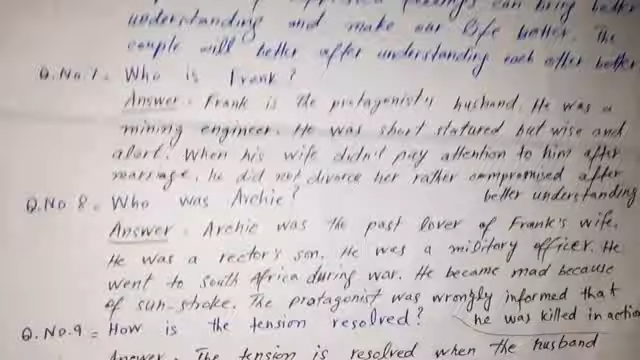 can bring better
understanding and make our life better. The
couple will better after understanding each other better
Q.No.7 = Who is Frank?
Answer. Frank is the protagonist's husband. He was a
mining engineer. He was short statured but wise and
alert. When his wife didn't pay attention to him after
marriage, he did not divorce her rather compromised after
better understanding
Q.No 8 = Who was Archie?
Answer. Archie was the past lover of Frank's wife.
He was a rector's son. He was a military officer. He
went to South Africa during war. He became mad because
of sun-stroke. The protagonist was wrongly informed that
he was killed in action
Q.No.9 = How is the tension resolved?
Answer. The tension is resolved when the husband